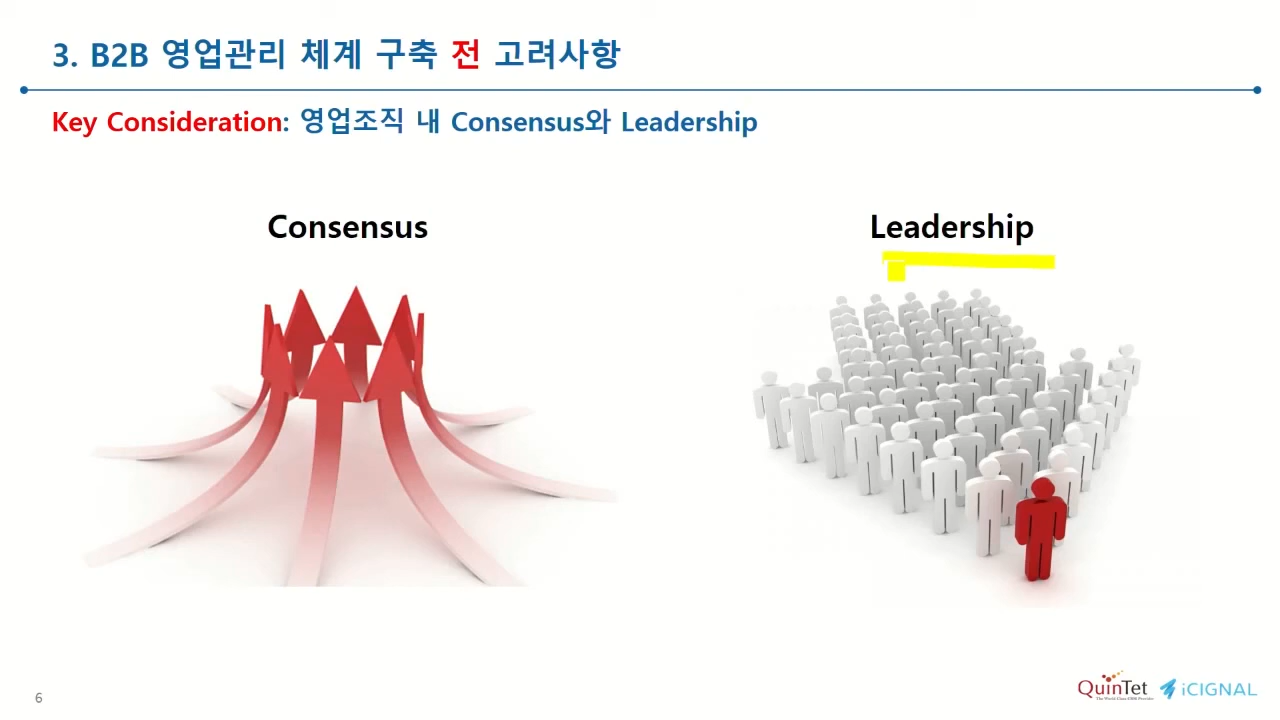 3. B2B 영업관리 체계 구축 전 고려사항
Key Consideration: 영업조직 내 Consensus와 Leadership
Consensus
Leadership
6
QuinTet
iCIGNAL